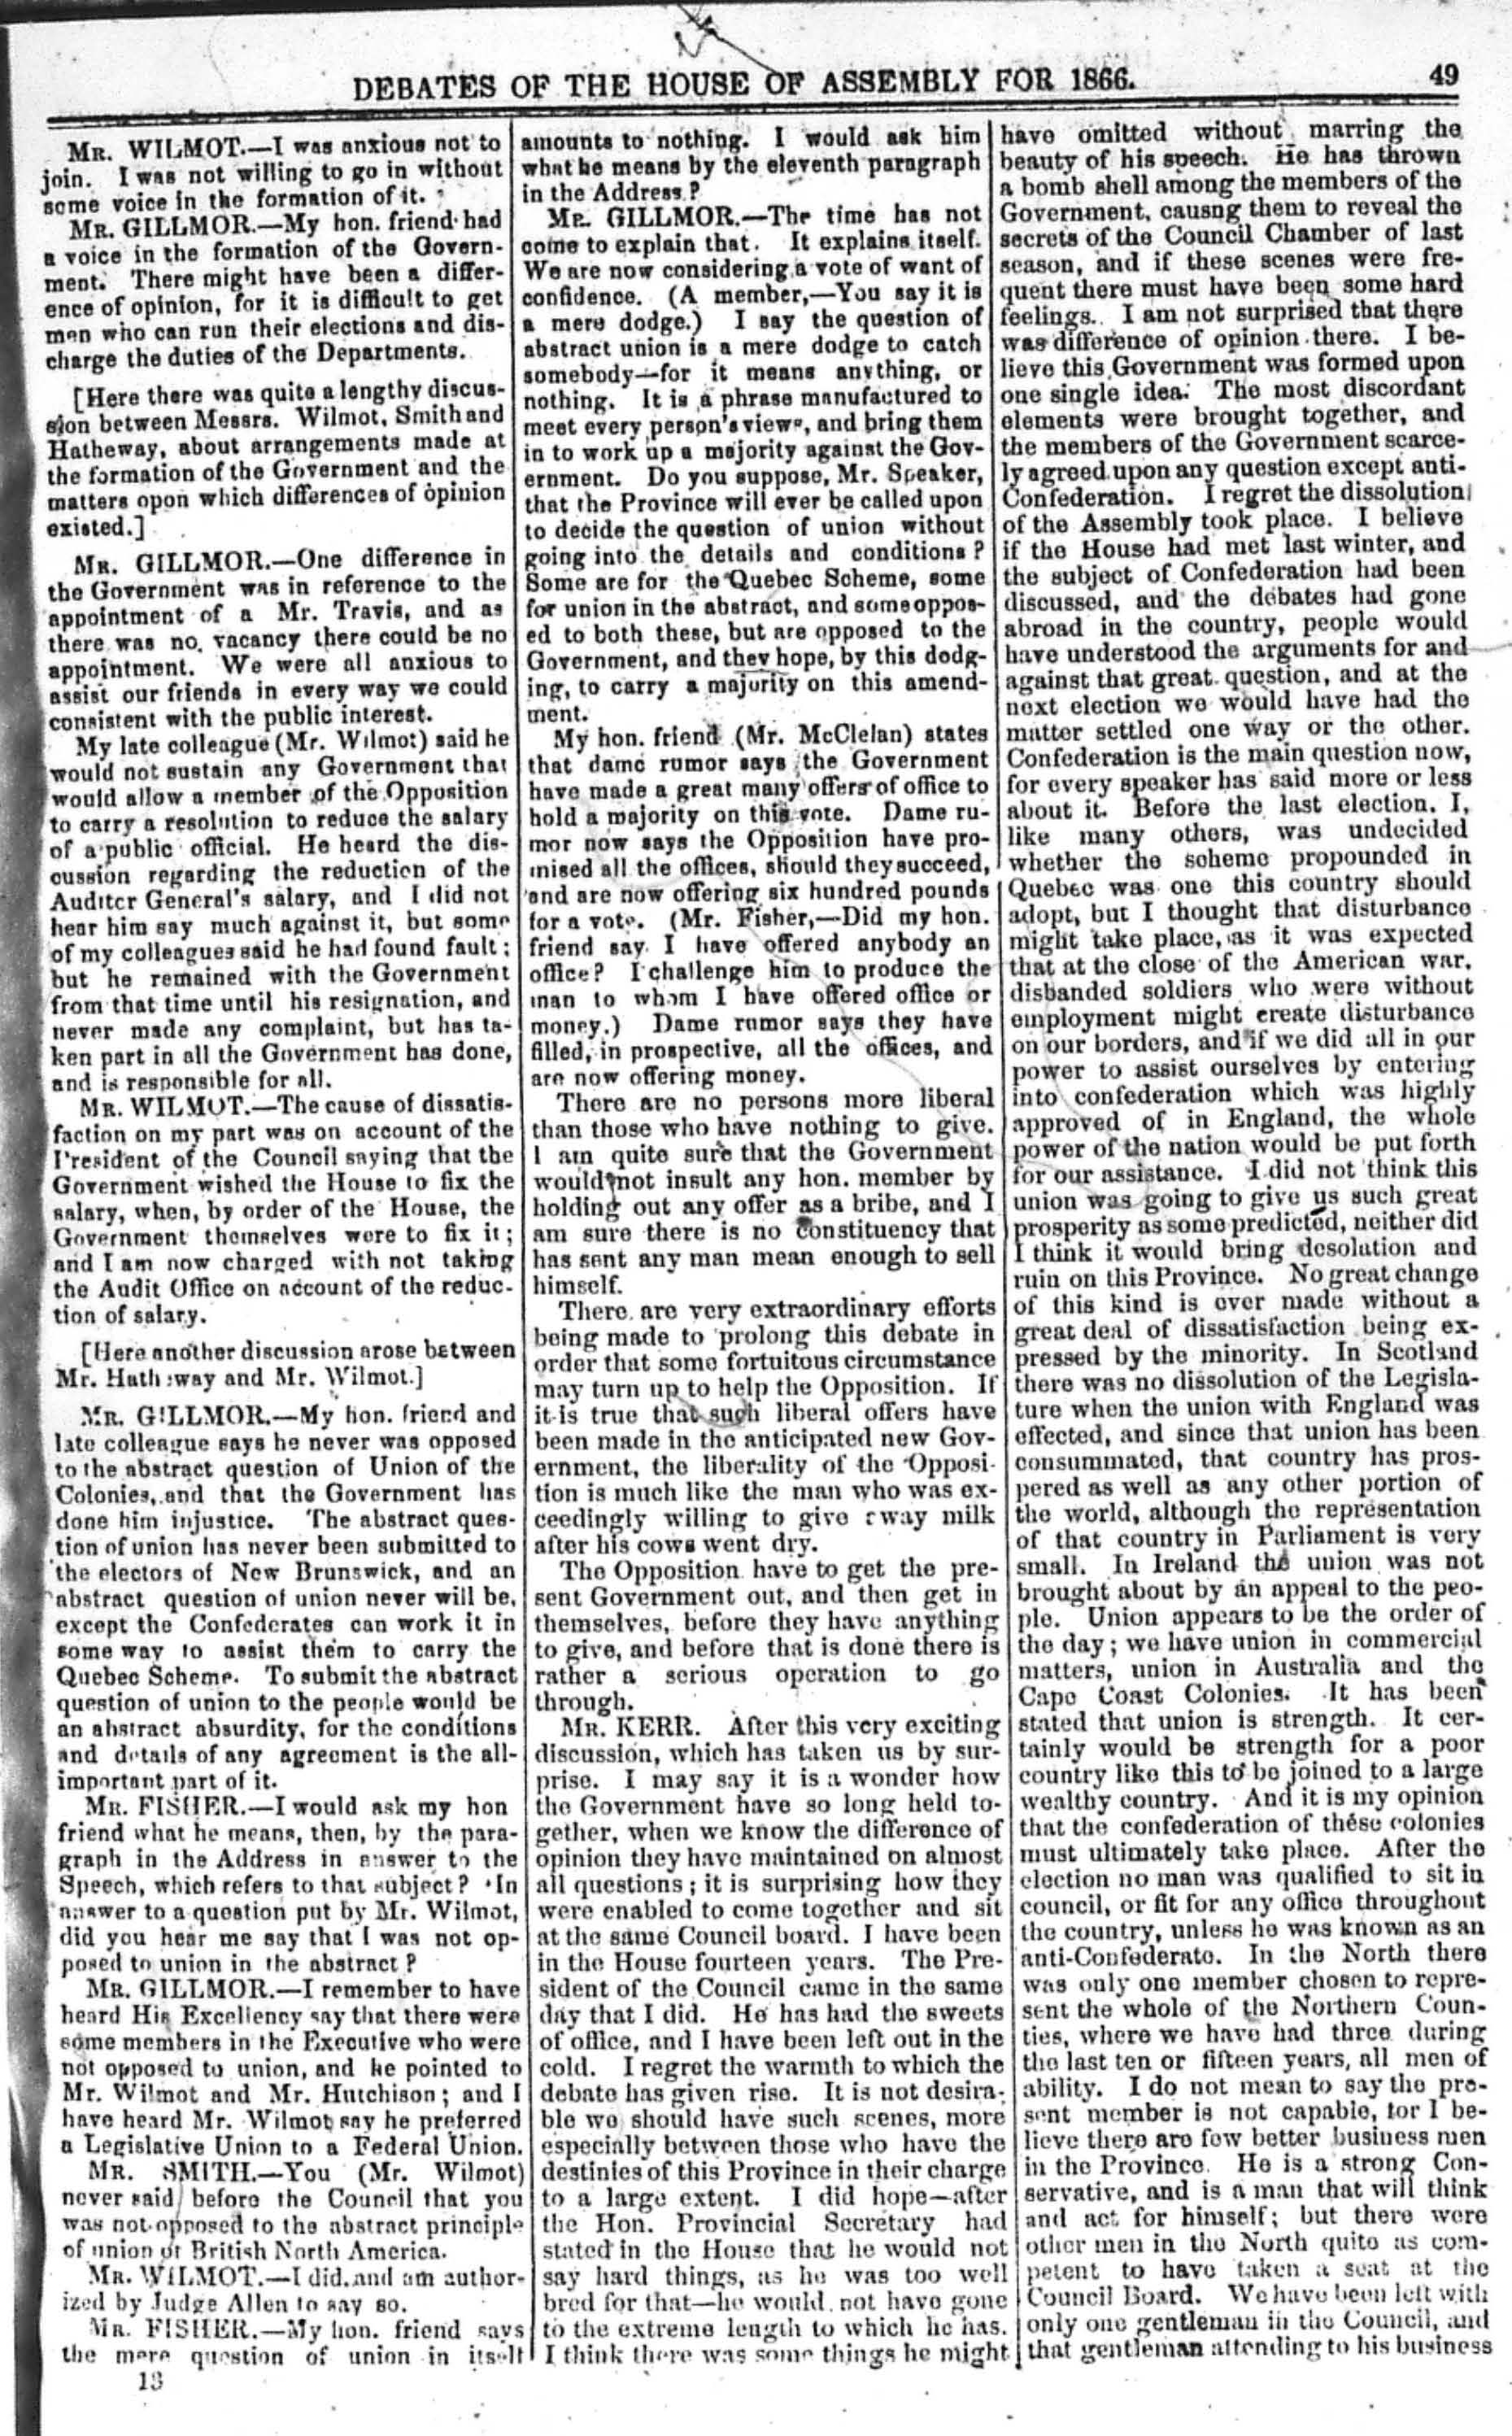 DEBATES OF THE HOUSE OF ASSEMBLY FOR 1866.
49
MR. WILMOT.—I was anxious not to
join. I was not willing to go in without
some voice in the formation of it.
MR. GILLMOR.—My hon. friend had
a voice in the formation of the Govern-
ment. There might have been a differ-
ence of opinion, for it is difficult to get
men who can run their elections and dis-
charge the duties of the Departments.
[Here there was quite a lengthy discus-
sion between Messrs. Wilmot, Smith and
Hatheway, about arrangements made at
the formation of the Government and the
matters opon which differences of opinion
existed.]
MR. GILLMOR.—One difference in
the Government was in reference to the
appointment of a Mr. Travis, and as
there was no vacancy there could be no
appointment. We were all anxious to
assist our friends in every way we could
consistent with the public interest.
My late colleague (Mr. Wilmot) said he
would not sustain any Government that
would allow a member of the Opposition
to carry a resolution to reduce the salary
of a public official. He heard the dis-
cussion regarding the reduction of the
Auditcr General's salary, and I did not
hear him say much against it, but some
of my colleagues said he had found fault;
but he remained with the Government
from that time until his resignation, and
never made any complaint, but has ta-
ken part in all the Government has done,
and is responsible for all.
MR. WILMOT.—The cause of dissatis-
faction on my part was on account of the
President of the Council saying that the
Government wished the House to fix the
salary, when, by order of the House, the
Government themselves were to fix it;
and I am now charged with not taking
the Audit Office on account of the reduc-
tion of salary.
[Here another discussion arose between
Mr. Hatheway and Mr. Wilmot.]
MR. GILLMOR.—My hon. friend and
late colleague says he never was opposed
to the abstract question of Union of the
Colonies, and that the Government has
done him injustice. The abstract ques-
tion of union has never been submitted to
the electors of New Brunswick, and an
abstract question of union never will be,
except the Confederates can work it in
some way to assist them to carry the
Quebec Scheme. To submit the abstract
question of union to the people would be
an abstract absurdity, for the conditions
and details of any agreement is the all-
important part of it.
MR. FISHER.—I would ask my hon
friend what he means, then, by the para-
graph in the Address in answer to the
Speech, which refers to that subject? In
answer to a question put by Mr. Wilmot,
did you hear me say that I was not op-
posed to union in the abstract?
MR. GILLMOR.—I remember to have
heard His Excellency say that there were
some members in the Executive who were
not opposed to union, and he pointed to
Mr. Wilmot and Mr. Hutchison; and I
have heard Mr. Wilmot say he preferred
a Legislative Union to a Federal Union.
MR. SMITH.—You (Mr. Wilmot)
never said before the Council that you
was not opposed to the abstract principle
of union of British North America.
MR. WILMOT.—I did, and am author-
ized by Judge Allen to say so.
MR. FISHER.—My hon. friend says
the mere question of union in itself
13
amounts to nothing. I would ask him
what he means by the eleventh paragraph
in the Address?
MR. GILLMOR.—The time has not
come to explain that. It explains itself.
We are now considering a vote of want of
confidence. (A member,—You say it is
a mere dodge.) I say the question of
abstract union is a mere dodge to catch
somebody—for it means anything, or
nothing. It is a phrase manufactured to
meet every person's views, and bring them
in to work up a majority against the Gov-
ernment. Do you suppose, Mr. Speaker,
that the Province will ever be called upon
to decide the question of union without
going into the details and conditions?
Some are for the Quebec Scheme, some
for union in the abstract, and some oppos-
ed to both these, but are opposed to the
Government, and they hope, by this dodg-
ing, to carry a majority on this amend-
ment.
My hon. friend (Mr. McClelan) states
that dame rumor says the Government
have made a great many offers of office to
hold a majority on this vote. Dame ru-
mor now says the Opposition have pro-
mised all the offices, should they succeed,
and are now offering six hundred pounds
for a vote. (Mr. Fisher,—Did my hon.
friend say I have offered anybody an
office? I challenge him to produce the
man to whom I have offered office or
money.) Dame rumor says they have
filled, in prospective, all the offices, and
are now offering money.
There are no persons more liberal
than those who have nothing to give.
I am quite sure that the Government
would not insult any hon. member by
holding out any offer as a bribe, and I
am sure there is no constituency that
has sent any man mean enough to sell
himself.
There are very extraordinary efforts
being made to prolong this debate in
order that some fortuitous circumstance
may turn up to help the Opposition. If
it is true that such liberal offers have
been made in the anticipated new Gov-
ernment, the liberality of the Opposi-
tion is much like the man who was ex-
ceedingly willing to give away milk
after his cows went dry.
The Opposition have to get the pre-
sent Government out, and then get in
themselves, before they have anything
to give, and before that is done there is
rather a serious operation to go
through.
MR. KERR. After this very exciting
discussion, which has taken us by sur-
prise. I may say it is a wonder how
the Government have so long held to-
gether, when we know the difference of
opinion they have maintained on almost
all questions; it is surprising how they
were enabled to come together and sit
at the same Council board. I have been
in the House fourteen years. The Pre-
sident of the Council came in the same
day that I did. He has had the sweets
of office, and I have been left out in the
cold. I regret the warmth to which the
debate has given rise. It is not desira-
ble we should have such scenes, more
especially between those who have the
destinies of this Province in their charge
to a large extent. I did hope—after
the Hon. Provincial Secretary had
stated in the House that he would not
say hard things, as he was too well
bred for that—he would not have gone
to the extreme length to which he has.
I think there was some things he might
have omitted without marring the
beauty of his speech. He has thrown
a bomb shell among the members of the
Government, causng them to reveal the
secrets of the Council Chamber of last
season, and if these scenes were fre-
quent there must have been some hard
feelings. I am not surprised that there
was difference of opinion there. I be-
lieve this Government was formed upon
one single idea. The most discordant
elements were brought together, and
the members of the Government scarce-
ly agreed upon any question except anti-
Confederation. I regret the dissolution
of the Assembly took place. I believe
if the House had met last winter, and
the subject of Confederation had been
discussed, and the debates had gone
abroad in the country, people would
have understood the arguments for and
against that great question, and at the
next election we would have had the
matter settled one way or the other.
Confederation is the main question now,
for every speaker has said more or less
about it. Before the last election, I,
like many others, was undecided
whether the scheme propounded in
Quebec was one this country should
adopt, but I thought that disturbance
might take place, as it was expected
that at the close of the American war,
disbanded soldiers who were without
employment might create disturbance
on our borders, and if we did all in our
power to assist ourselves by entering
into confederation which was highly
approved of in England, the whole
power of the nation would be put forth
for our assistance. I did not think this
union was going to give us such great
prosperity as some predicted, neither did
I think it would bring desolation and
ruin on this Province. No great change
of this kind is ever made without a
great deal of dissatisfaction being ex-
pressed by the minority. In Scotland
there was no dissolution of the Legisla-
ture when the union with England was
effected, and since that union has been
consummated, that country has pros-
pered as well as any other portion of
the world, although the representation
of that country in Parliament is very
small. In Ireland the union was not
brought about by an appeal to the peo-
ple. Union appears to be the order of
the day; we have union in commercial
matters, union in Australia and the
Cape Coast Colonies. It has been
stated that union is strength. It cer-
tainly would be strength for a poor
country like this to be joined to a large
wealthy country. And it is my opinion
that the confederation of these colonies
must ultimately take place. After the
election no man was qualified to sit in
council, or fit for any office throughout
the country, unless he was known as an
anti-Confederate. In the North there
was only one member chosen to repre-
sent the whole of the Northern Coun-
ties, where we have had three during
the last ten or fifteen years, all men of
ability. I do not mean to say the pre-
sent member is not capable, for I be-
lieve there are few better business men
in the Province. He is a strong Con-
servative, and is a man that will think
and act for himself; but there were
other men in the North quite as com-
petent to have taken a seat at the
Council Board. We have been left with
only one gentleman in the Council, and
that gentleman attending to his business